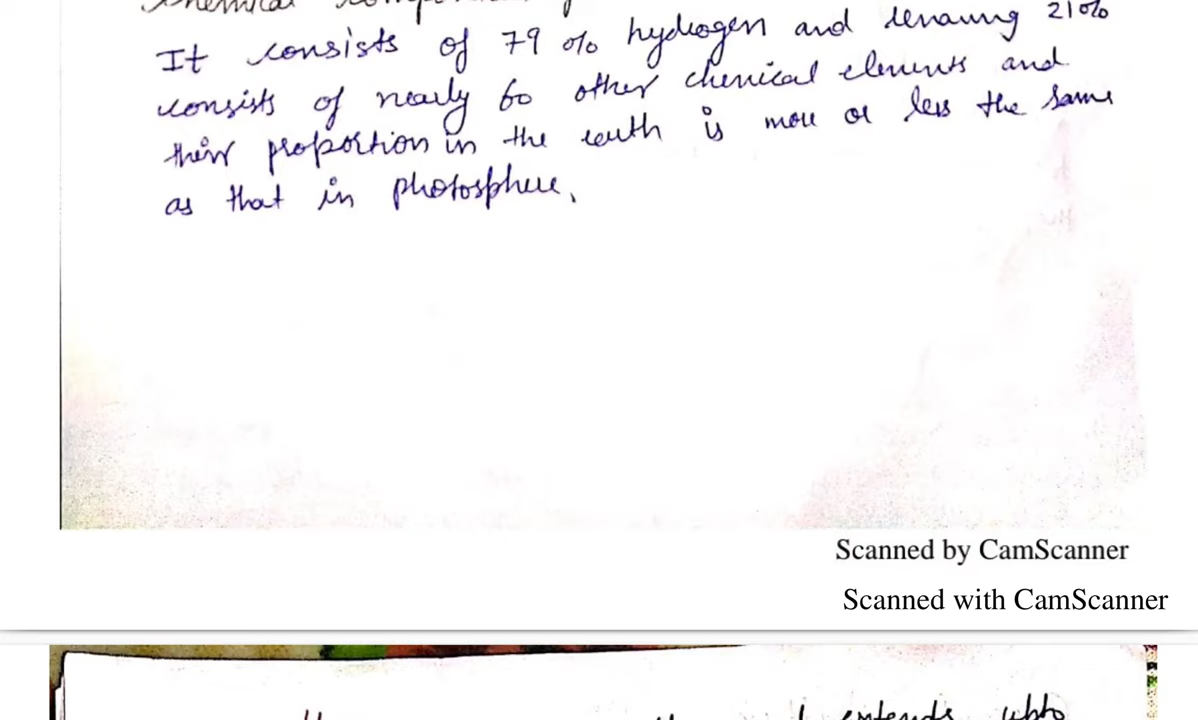 Chemical
It consists of 79 % hydrogen and remaining 21%
consists of nearly 60 other chemical elements and
their proportion in the earth is more or less the same
as that in photosphere.
Scanned by CamScanner
Scanned with CamScanner
extends upto